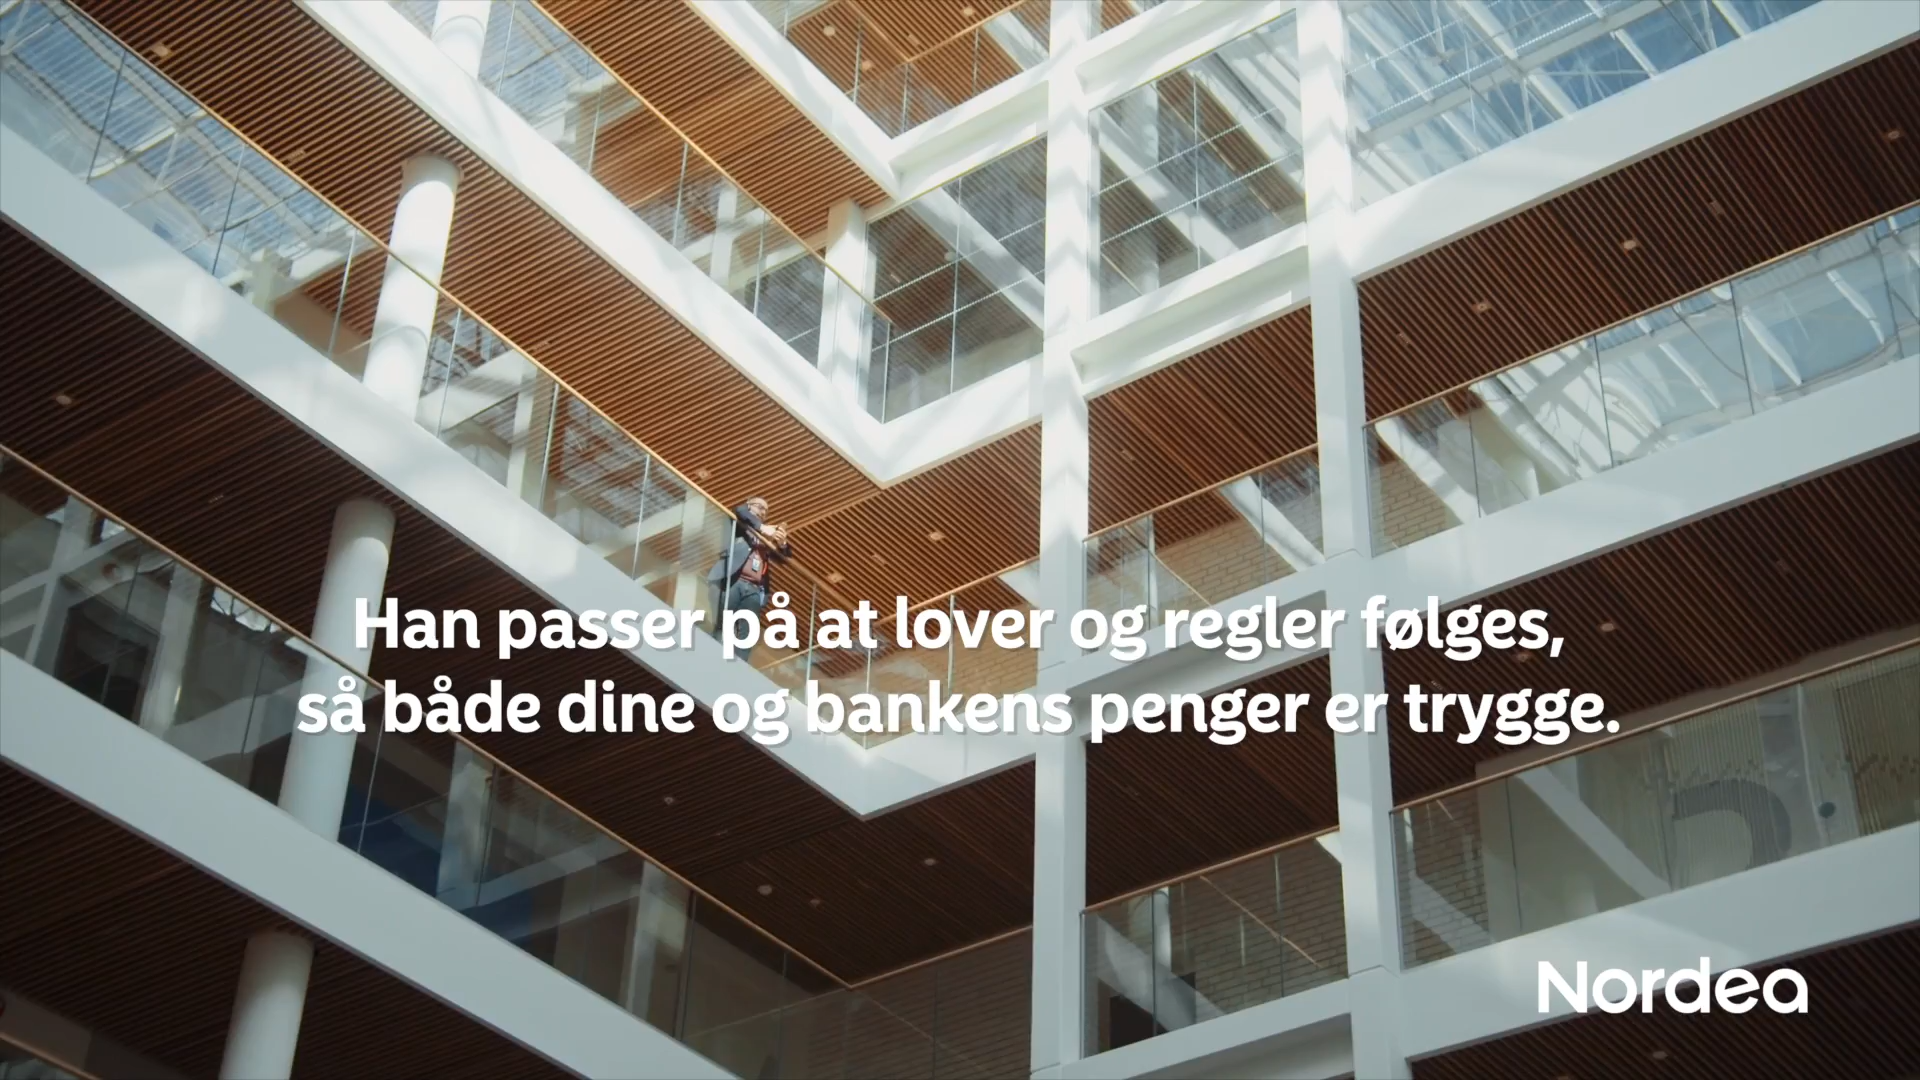 Han passer på at lover og regler følges,
så både dine og bankens penger er trygge.
Nordea